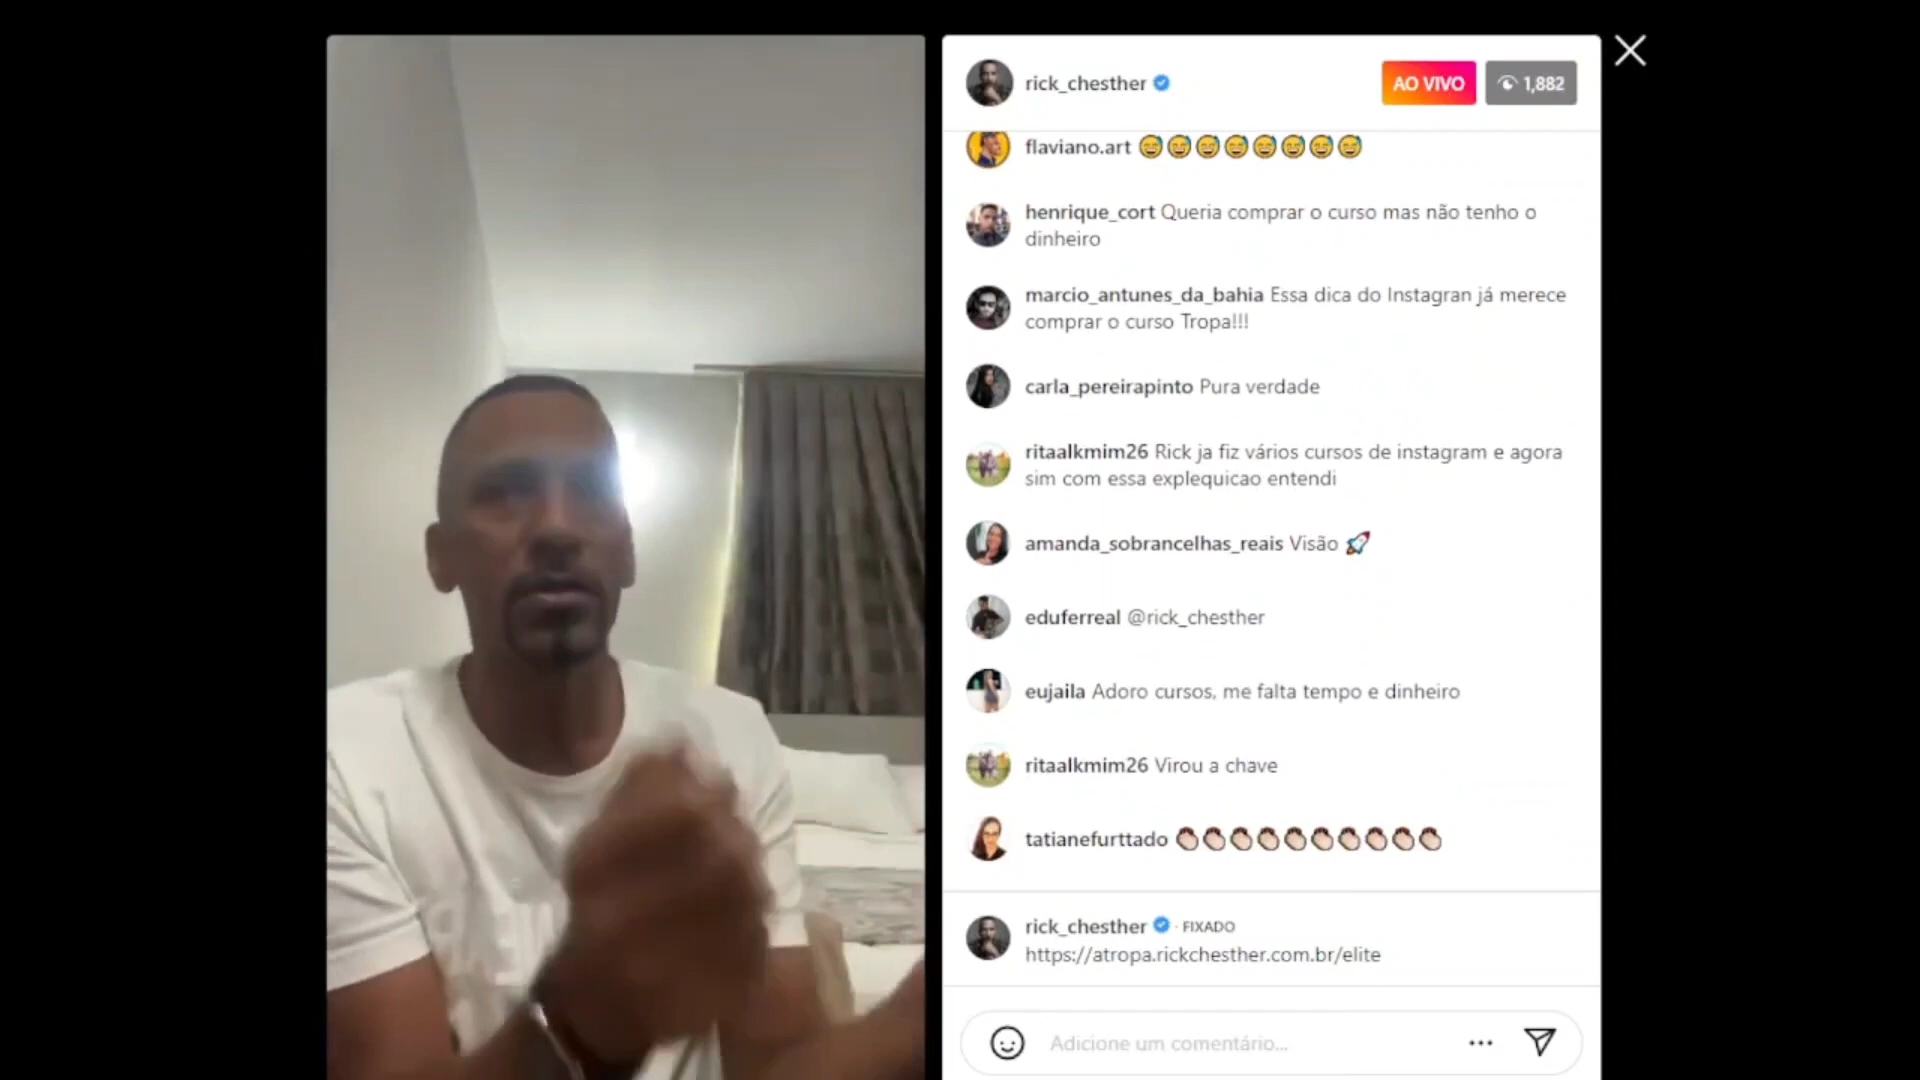 rick_chesther
AO VIVO
1,882
flaviano.art 😅😅😅😅😅😅😅😅
henrique_cort Queria comprar o curso mas não tenho o
dinheiro
marcio_antunes_da_bahia Essa dica do Instagran já merece
comprar o curso Tropa!!!
carla_pereirapinto Pura verdade
ritaalkmim26 Rick ja fiz vários cursos de instagram e agora
sim com essa explequicao entendi
amanda_sobrancelhas_reais Visão 🚀
eduferreal @rick_chesther
eujaila Adoro cursos, me falta tempo e dinheiro
ritaalkmim26 Virou a chave
tatianefurttado 👏🏻👏🏻👏🏻👏🏻👏🏻👏🏻👏🏻👏🏻👏🏻👏🏻
rick_chesther · FIXADO
https://atropa.rickchesther.com.br/elite
Adicione um comentário...